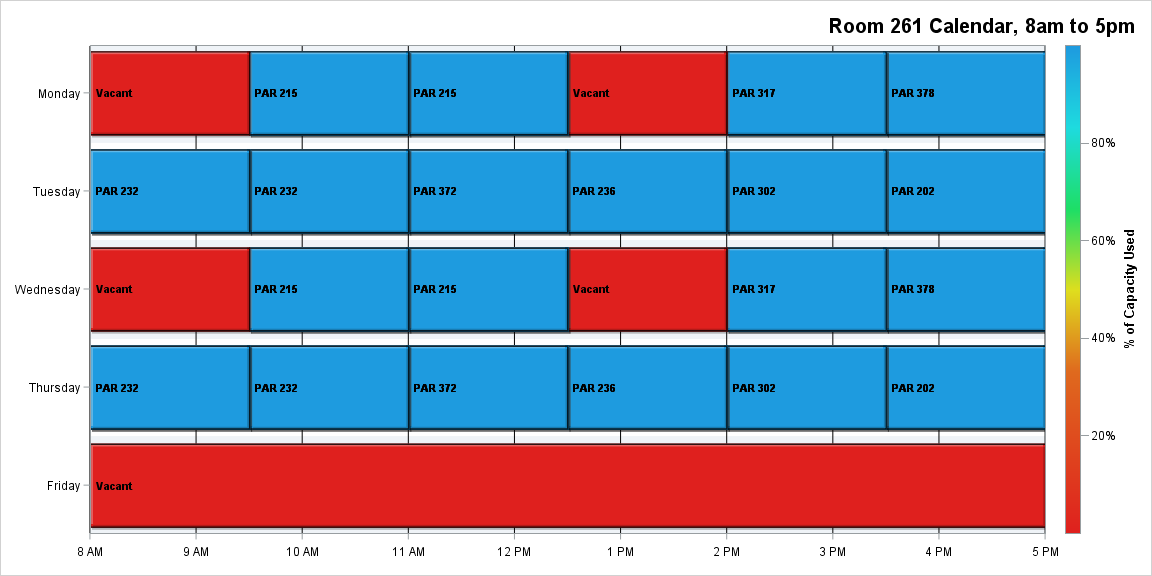 Room 261 Calendar, 8am to 5pm
Monday
Vacant
PAR 215
PAR 215
Vacant
PAR 317
PAR 378
Tuesday
PAR 232
PAR 232
PAR 372
PAR 236
PAR 302
PAR 202
Wednesday
Vacant
PAR 215
PAR 215
Vacant
PAR 317
PAR 378
Thursday
PAR 232
PAR 232
PAR 372
PAR 236
PAR 302
PAR 202
Friday
Vacant
8 AM
9 AM
10 AM
11 AM
12 PM
1 PM
2 PM
3 PM
4 PM
5 PM
80%
60%
40%
20%
% of Capacity Used